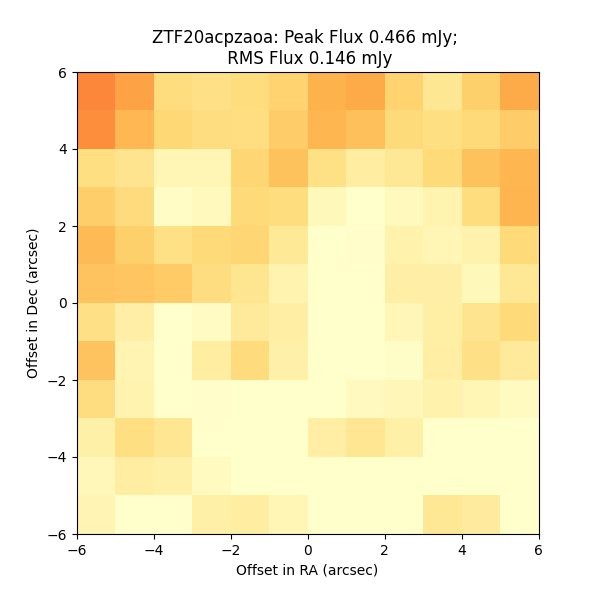 ZTF20acpzaoa: Peak Flux 0.466 mJy;
RMS Flux 0.146 mJy
6
4
2
0
−2
−4
−6
Offset in Dec (arcsec)
−6 −4 −2 0 2 4 6
Offset in RA (arcsec)